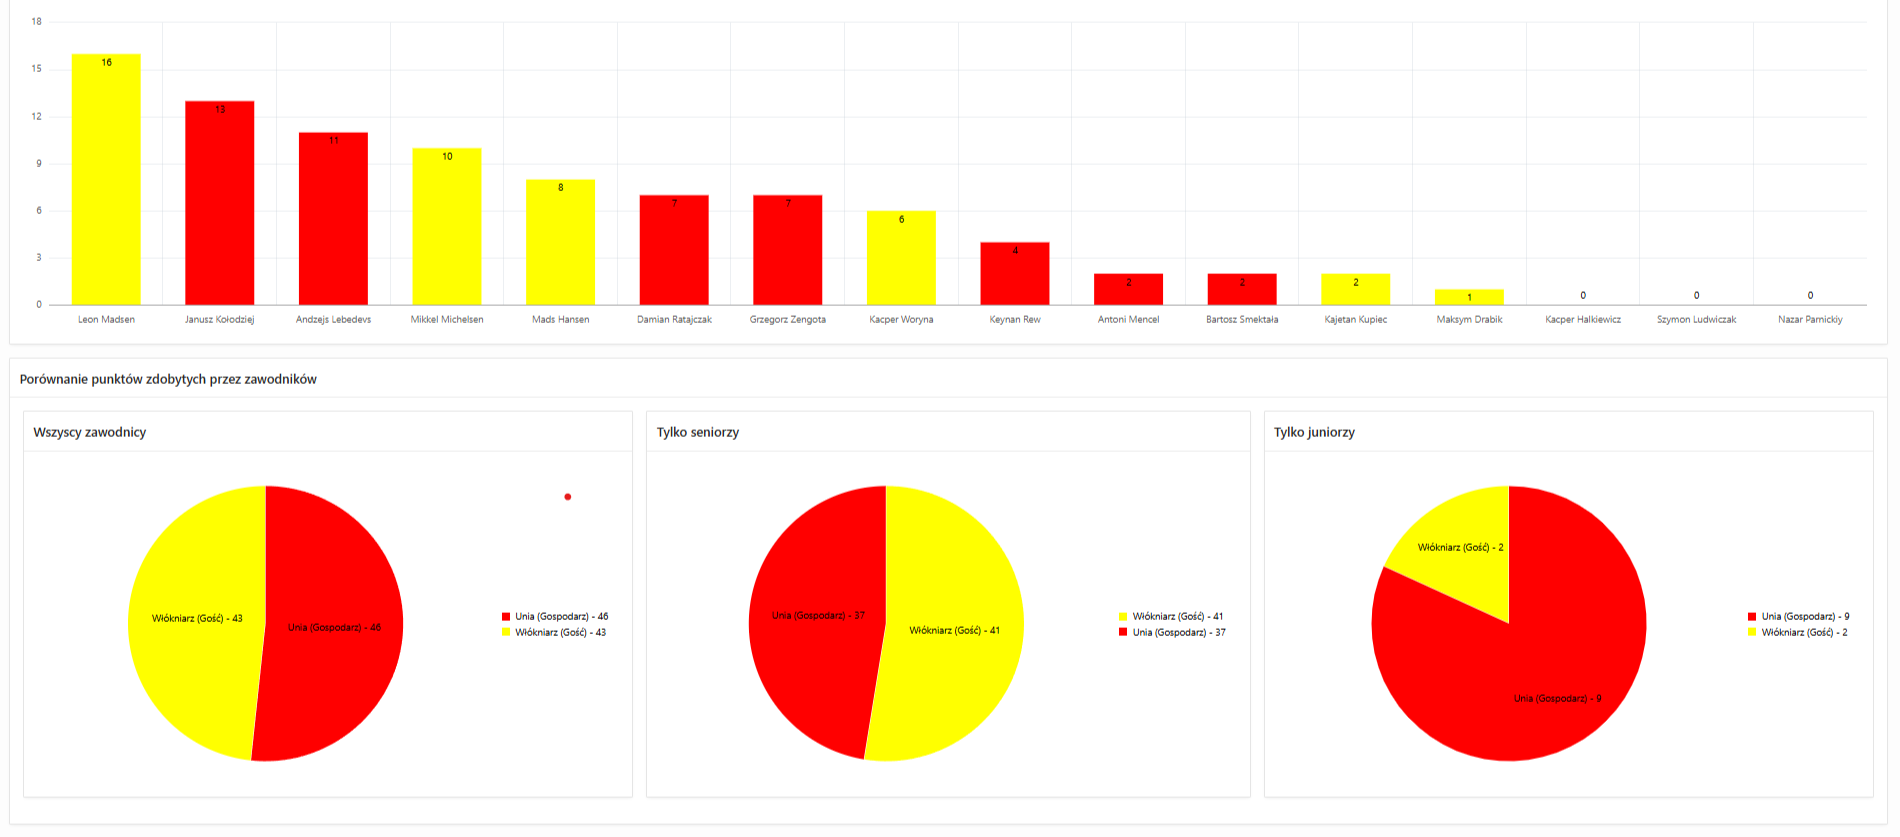 18
15
12
9
6
3
0
16
13
11
10
8
7
7
6
4
2
2
2
1
0
0
0
Leon Madsen
Janusz Kołodziej
Andzejs Lebedevs
Mikkel Michelsen
Mads Hansen
Damian Ratajczak
Grzegorz Zengota
Kacper Woryna
Keynan Rew
Antoni Mencel
Bartosz Smektała
Kajetan Kupiec
Maksym Drabik
Kacper Halkiewicz
Szymon Ludwiczak
Nazar Parnickiy
Porównanie punktów zdobytych przez zawodników
Wszyscy zawodnicy
Włókniarz (Gość) - 43
Unia (Gospodarz) - 46
Unia (Gospodarz) - 46
Włókniarz (Gość) - 43
Tylko seniorzy
Unia (Gospodarz) - 37
Włókniarz (Gość) - 41
Włókniarz (Gość) - 41
Unia (Gospodarz) - 37
Tylko juniorzy
Włókniarz (Gość) - 2
Unia (Gospodarz) - 9
Unia (Gospodarz) - 9
Włókniarz (Gość) - 2